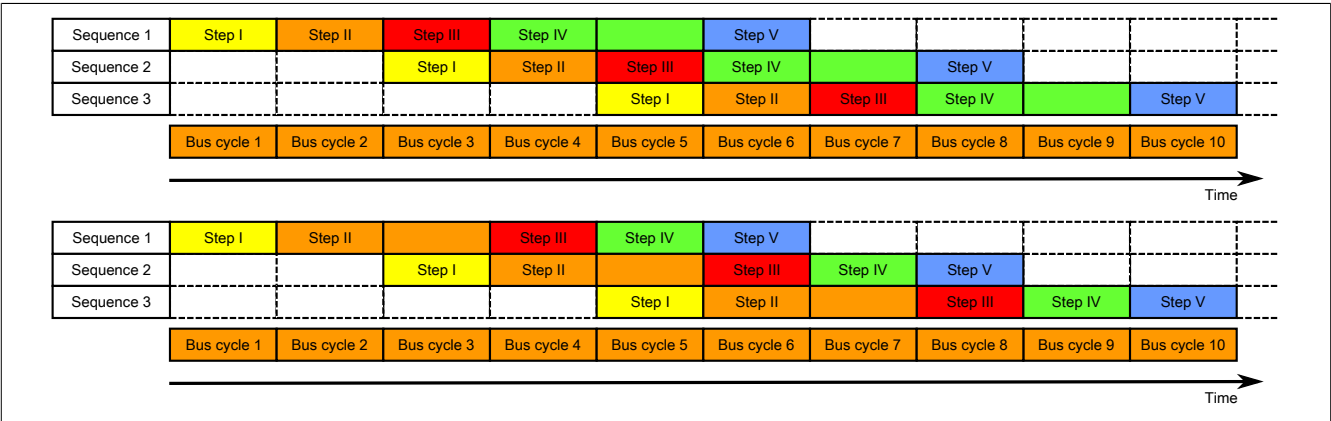 Sequence 1 Step I Step II Step III Step IV Step V
Sequence 2 Step I Step II Step III Step IV Step V
Sequence 3 Step I Step II Step III Step IV Step V
Bus cycle 1 Bus cycle 2 Bus cycle 3 Bus cycle 4 Bus cycle 5 Bus cycle 6 Bus cycle 7 Bus cycle 8 Bus cycle 9 Bus cycle 10
Time
Sequence 1 Step I Step II Step III Step IV Step V
Sequence 2 Step I Step II Step III Step IV Step V
Sequence 3 Step I Step II Step III Step IV Step V
Bus cycle 1 Bus cycle 2 Bus cycle 3 Bus cycle 4 Bus cycle 5 Bus cycle 6 Bus cycle 7 Bus cycle 8 Bus cycle 9 Bus cycle 10
Time